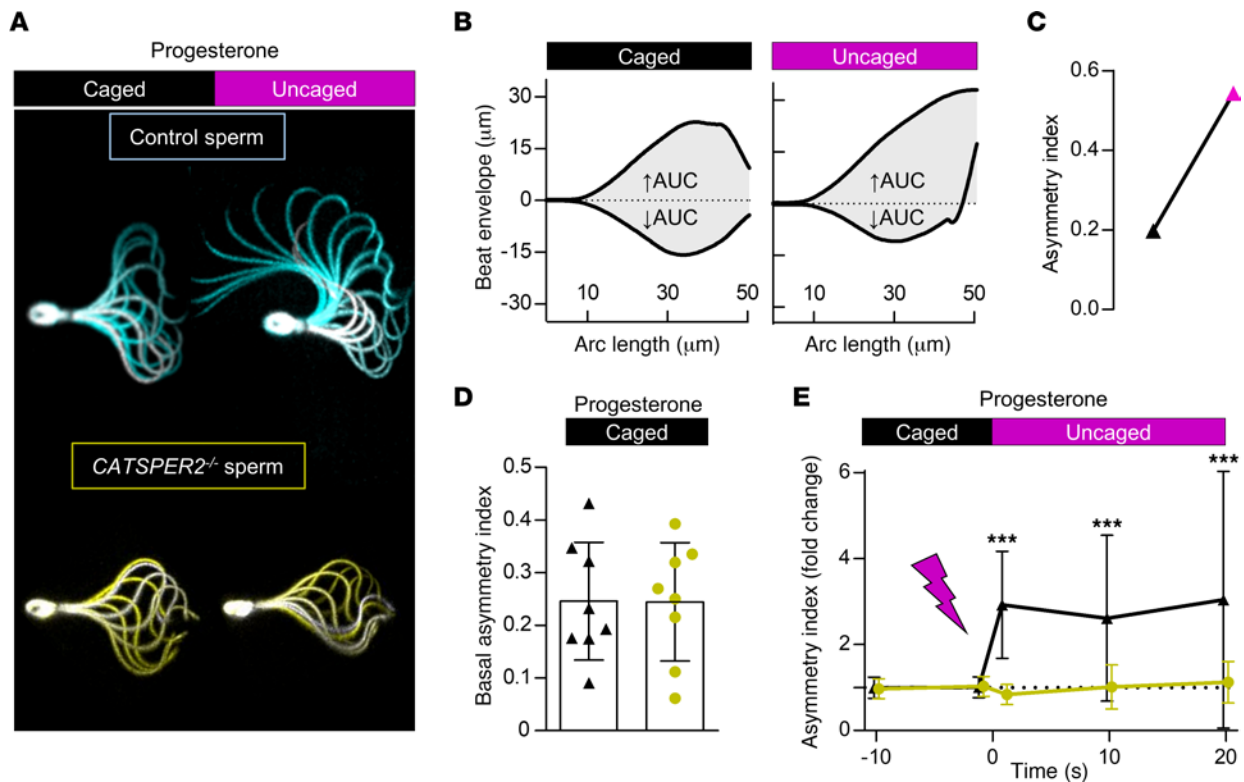 A
Progesterone
Caged Uncaged
Control sperm
CATSPER2-/- sperm
B
Caged Uncaged
Beat envelope (μm)
30
15
0
-15
-30
↑AUC
↓AUC
10 30 50
Arc length (μm)
↑AUC
↓AUC
10 30 50
Arc length (μm)
C
Asymmetry index
0.6
0.4
0.2
0.0
D
Progesterone
Caged
Basal asymmetry index
0.5
0.4
0.3
0.2
0.1
0
E
Progesterone
Caged Uncaged
Asymmetry index (fold change)
6
4
2
0
*** *** ***
-10 0 10 20
Time (s)